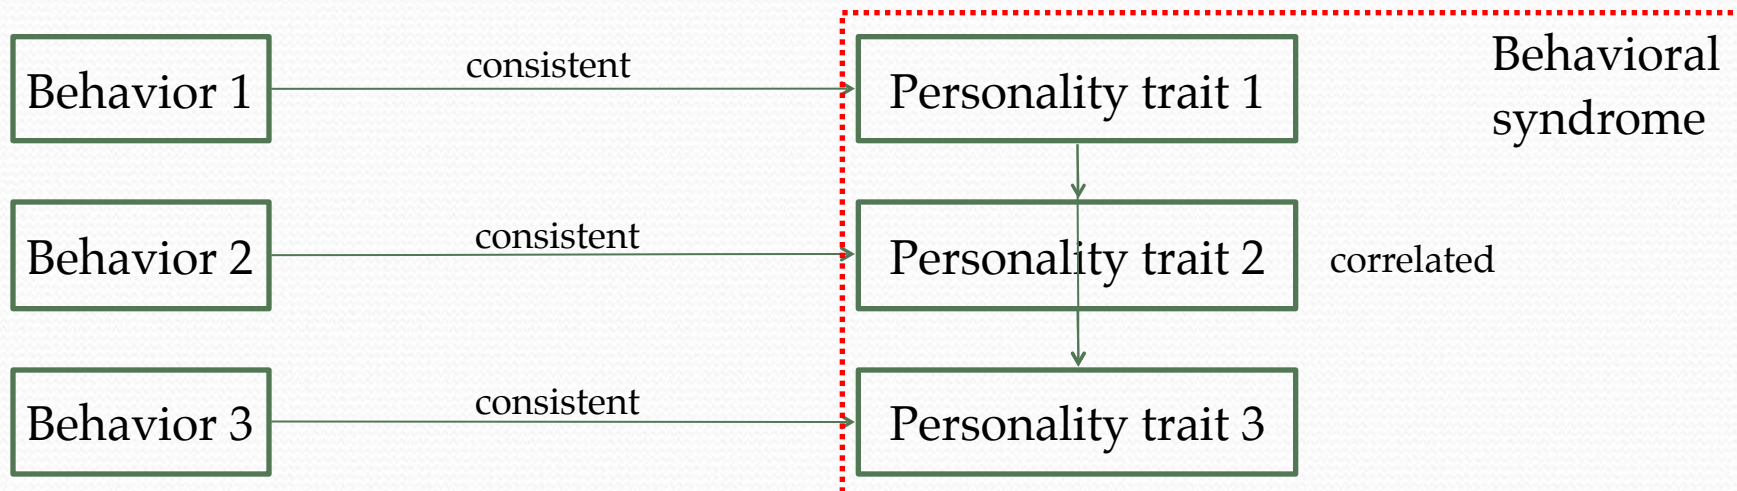 Behavior 1
consistent
Personality trait 1
Behavioral
syndrome
Behavior 2
consistent
Personality trait 2
correlated
Behavior 3
consistent
Personality trait 3